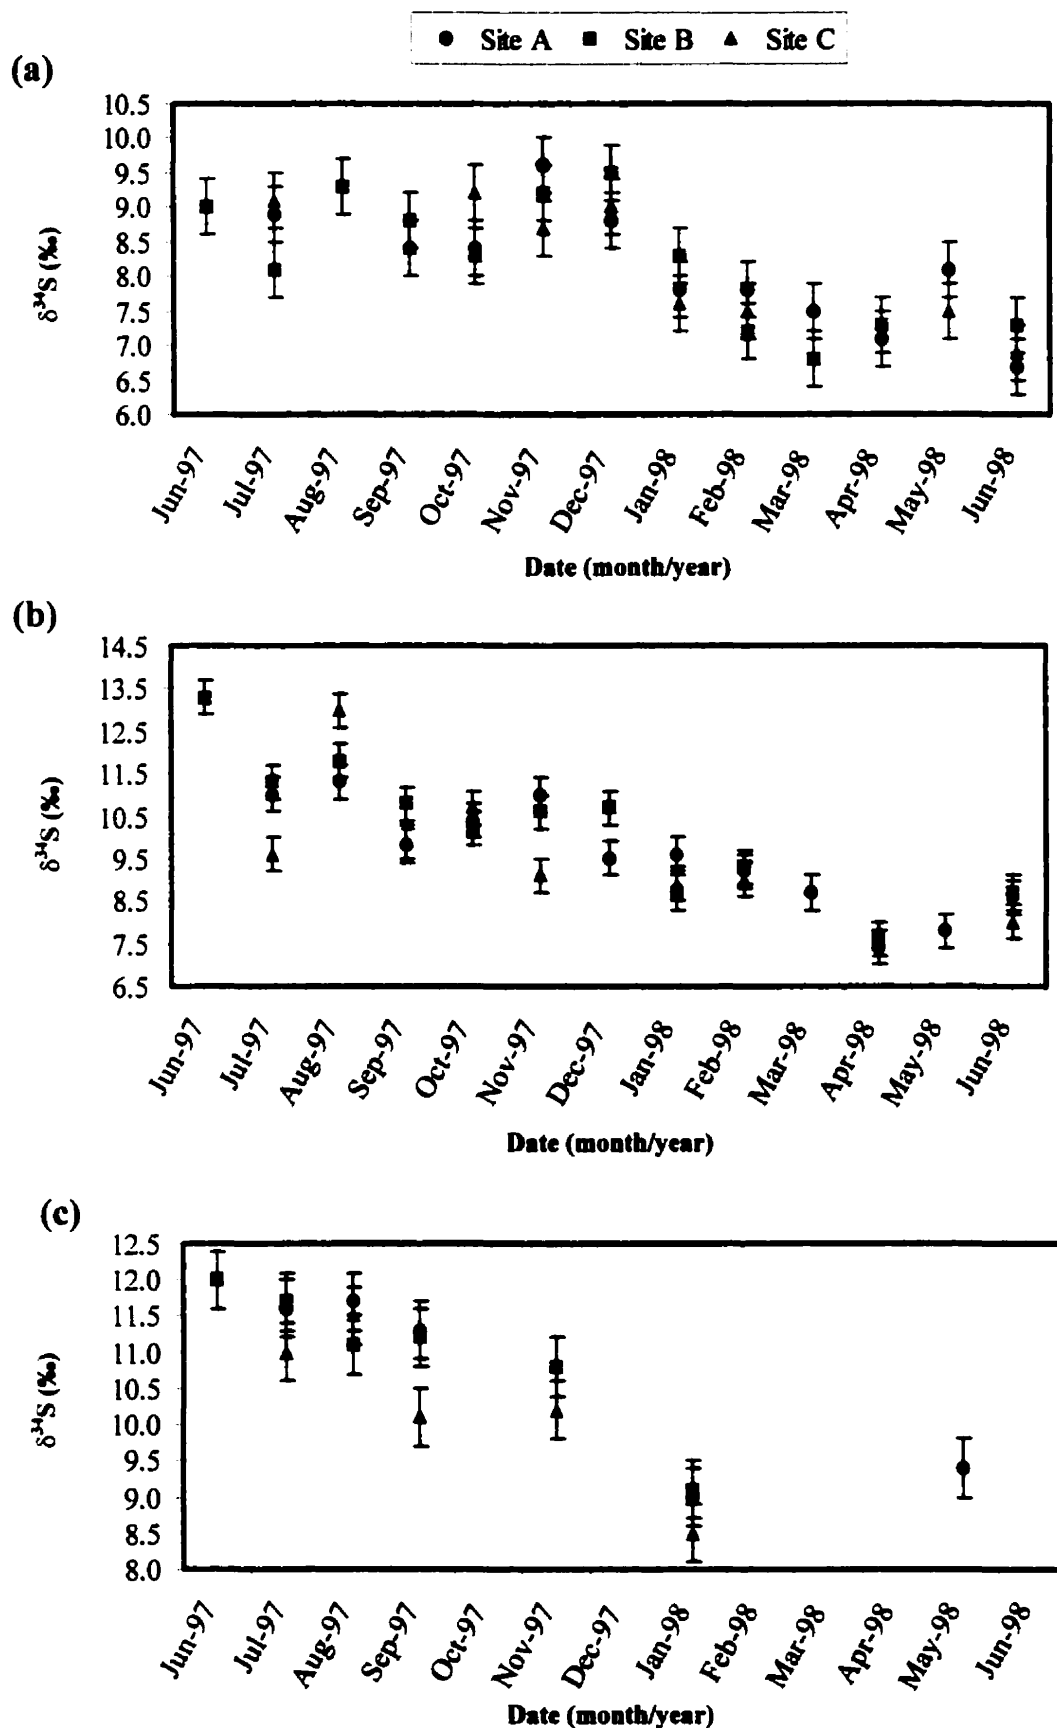 ● Site A ■ Site B ▲ Site C
(a)
10.5
10.0
9.5
9.0
8.5
8.0
7.5
7.0
6.5
6.0
δ³⁴S (‰)
Jun-97 Jul-97 Aug-97 Sep-97 Oct-97 Nov-97 Dec-97 Jan-98 Feb-98 Mar-98 Apr-98 May-98 Jun-98
Date (month/year)
(b)
14.5
13.5
12.5
11.5
10.5
9.5
8.5
7.5
6.5
δ³⁴S (‰)
Jun-97 Jul-97 Aug-97 Sep-97 Oct-97 Nov-97 Dec-97 Jan-98 Feb-98 Mar-98 Apr-98 May-98 Jun-98
Date (month/year)
(c)
12.5
12.0
11.5
11.0
10.5
10.0
9.5
9.0
8.5
8.0
δ³⁴S (‰)
Jun-97 Jul-97 Aug-97 Sep-97 Oct-97 Nov-97 Dec-97 Jan-98 Feb-98 Mar-98 Apr-98 May-98 Jun-98
Date (month/year)